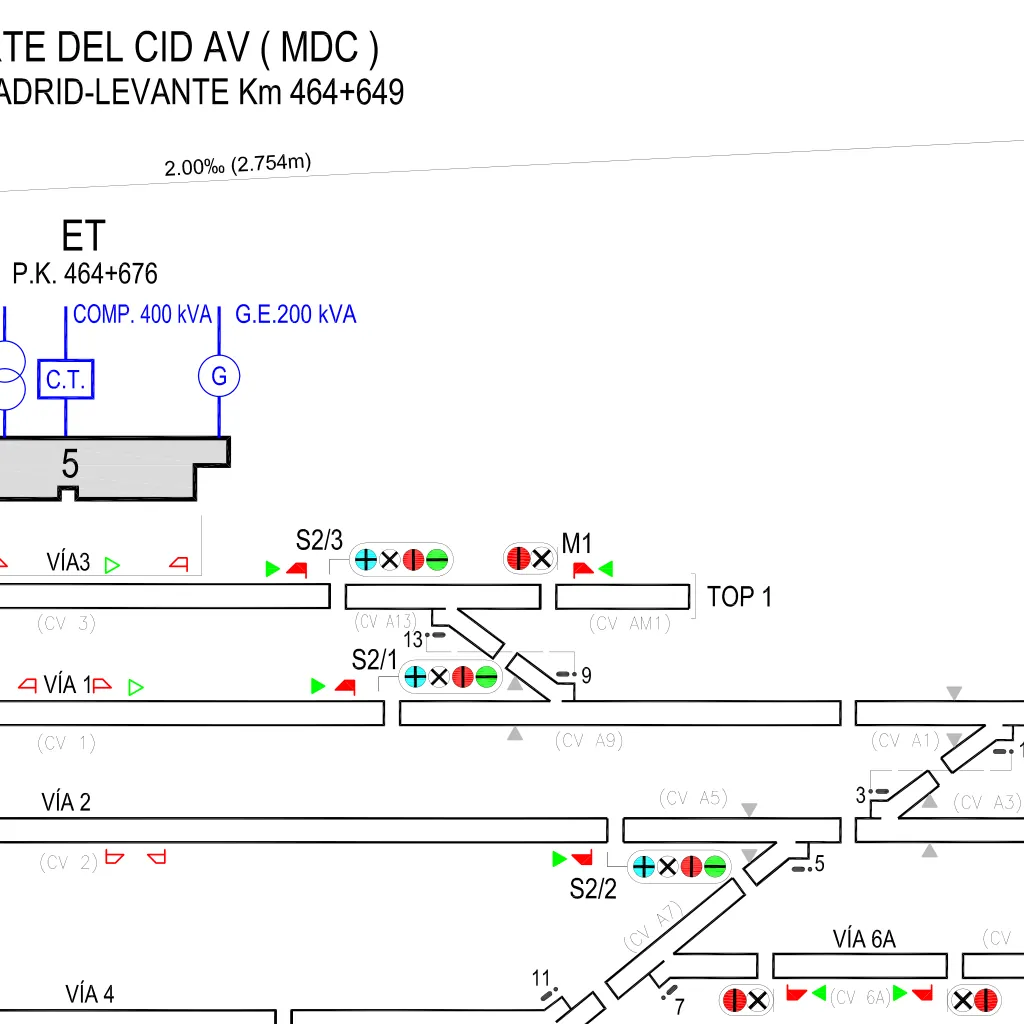 TE DEL CID AV ( MDC )
ADRID-LEVANTE Km 464+649
2.00‰ (2.754m)
ET
P.K. 464+676
COMP. 400 kVA
G.E.200 kVA
C.T.
G
5
S2/3
M1
VÍA3
TOP 1
(CV 3)
(CV A13)
(CV AM1)
13
S2/1
9
VÍA 1
(CV 1)
(CV A9)
(CV A1)
1
VÍA 2
(CV A5)
3
(CV A3)
(CV 2)
5
S2/2
(CV A7)
VÍA 6A
(CV
11
VÍA 4
7
(CV 6A)